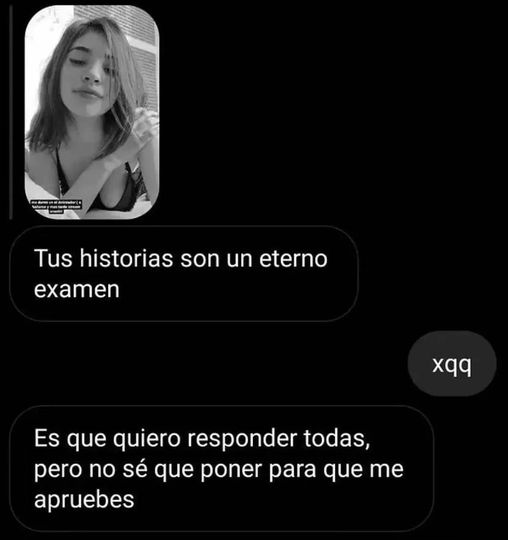 Tus historias son un eterno
examen
xqq
Es que quiero responder todas,
pero no sé que poner para que me
apruebes